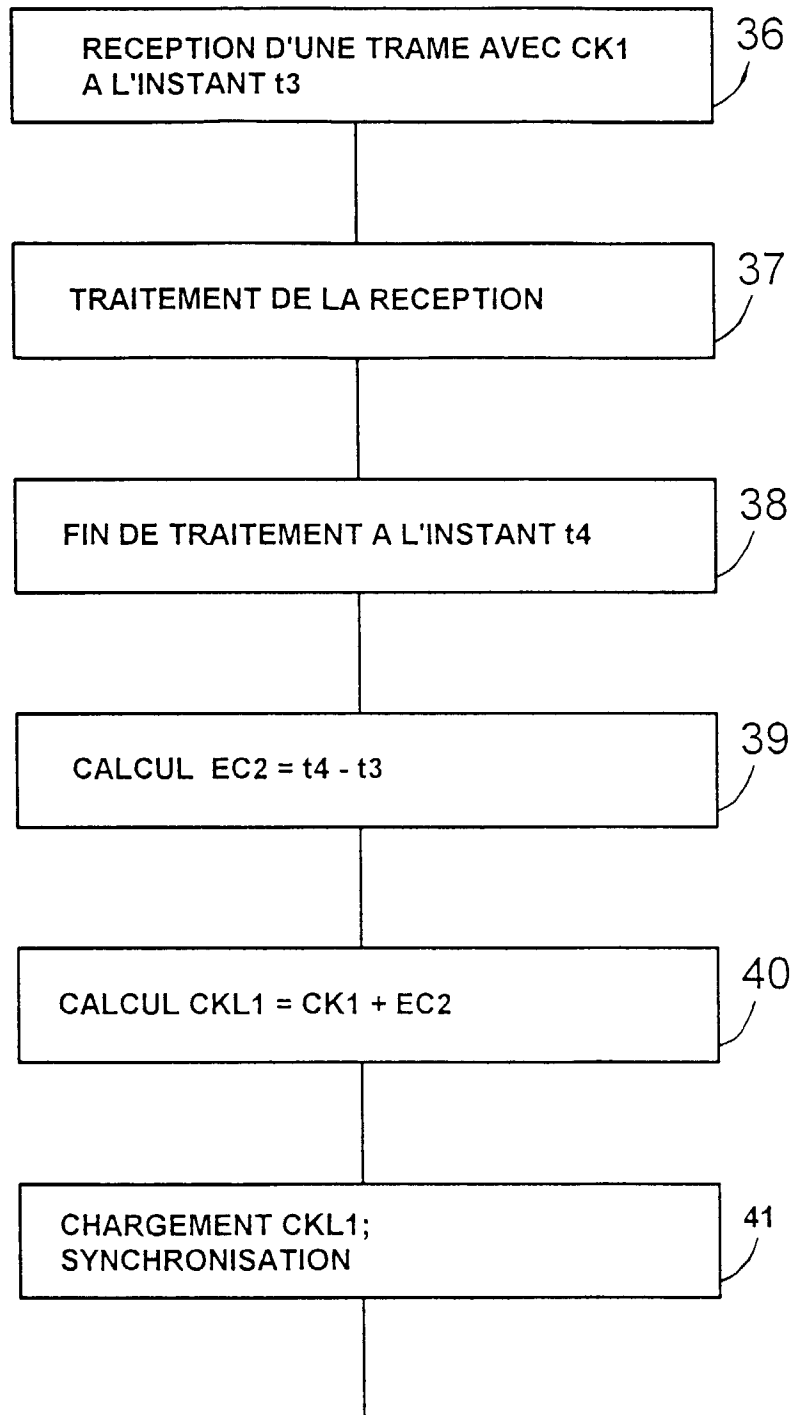 RECEPTION D'UNE TRAME AVEC CK1
A L'INSTANT t3
36
TRAITEMENT DE LA RECEPTION
37
FIN DE TRAITEMENT A L'INSTANT t4
38
CALCUL EC2 = t4 - t3
39
CALCUL CKL1 = CK1 + EC2
40
CHARGEMENT CKL1;
SYNCHRONISATION
41